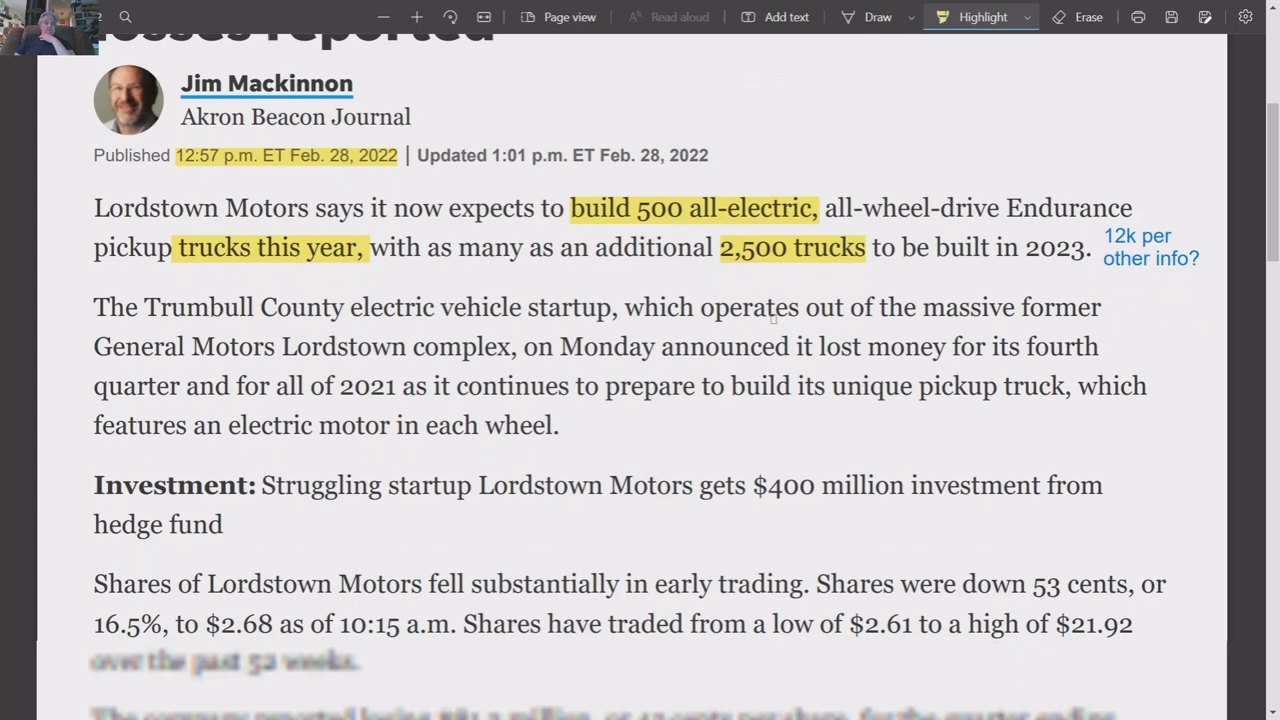 2
Page view
Read aloud
Add text
Draw
Highlight
Erase
losses reported
Jim Mackinnon
Akron Beacon Journal
Published 12:57 p.m. ET Feb. 28, 2022 | Updated 1:01 p.m. ET Feb. 28, 2022
Lordstown Motors says it now expects to build 500 all-electric, all-wheel-drive Endurance
pickup trucks this year, with as many as an additional 2,500 trucks to be built in 2023.
12k per
other info?
The Trumbull County electric vehicle startup, which operates out of the massive former
General Motors Lordstown complex, on Monday announced it lost money for its fourth
quarter and for all of 2021 as it continues to prepare to build its unique pickup truck, which
features an electric motor in each wheel.
Investment: Struggling startup Lordstown Motors gets $400 million investment from
hedge fund
Shares of Lordstown Motors fell substantially in early trading. Shares were down 53 cents, or
16.5%, to $2.68 as of 10:15 a.m. Shares have traded from a low of $2.61 to a high of $21.92
over the past 52 weeks.